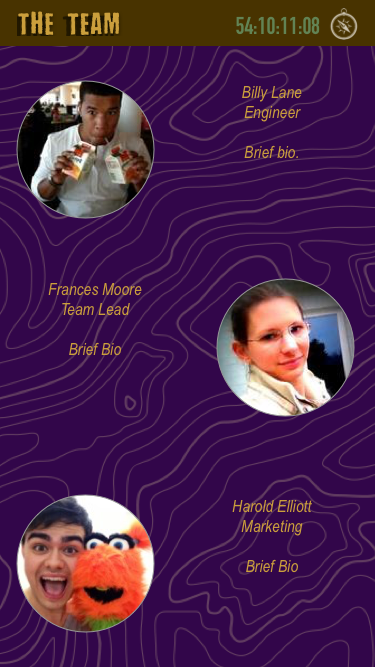 THE TEAM
54:10:11:08
Billy Lane
Engineer
Brief bio.
Frances Moore
Team Lead
Brief Bio
Harold Elliott
Marketing
Brief Bio